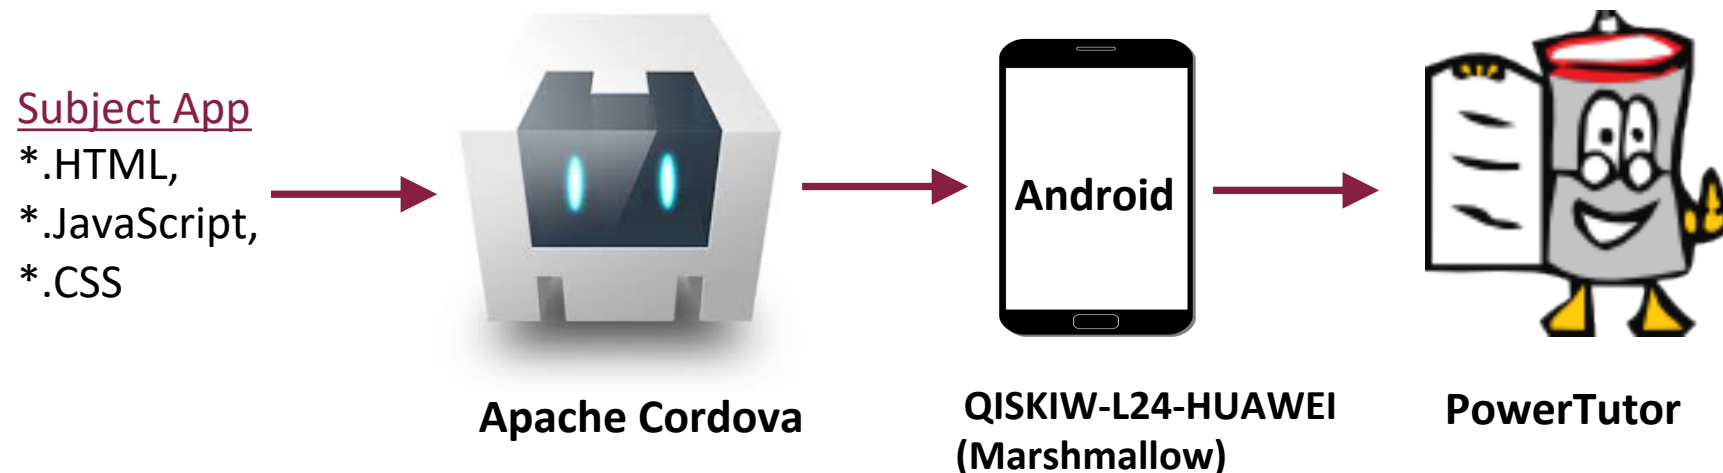 Subject App
*.HTML,
*.JavaScript,
*.CSS
Apache Cordova
Android
QISKIW-L24-HUAWEI
(Marshmallow)
PowerTutor